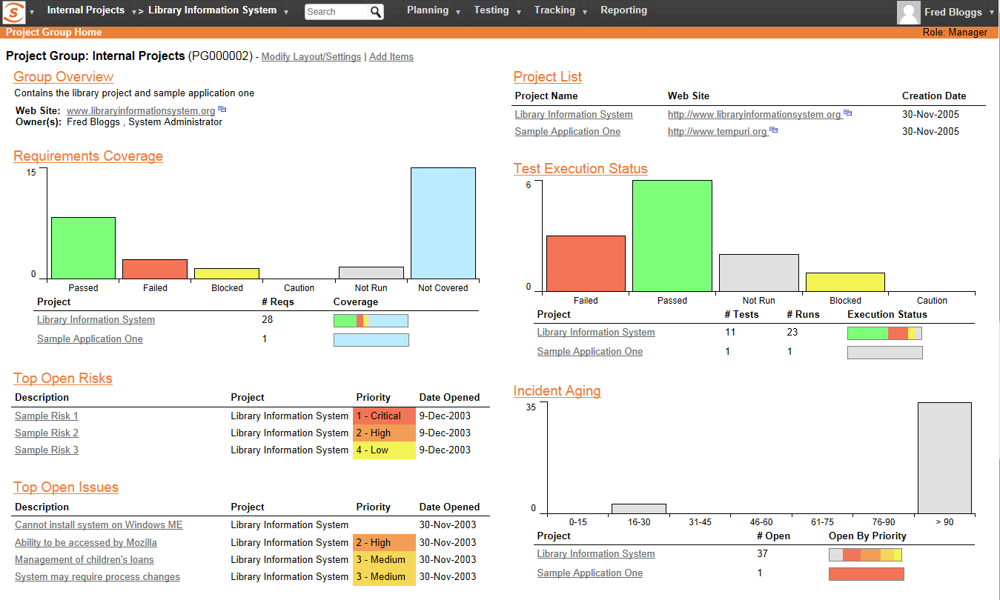 Internal Projects > Library Information System Search Planning Testing Tracking Reporting Fred Bloggs
Project Group Home Role: Manager
Project Group: Internal Projects (PG000002) - Modify Layout/Settings | Add Items
Group Overview
Contains the library project and sample application one
Web Site: www.libraryinformationsystem.org
Owner(s): Fred Bloggs , System Administrator
Requirements Coverage
15
0
Passed Failed Blocked Caution Not Run Not Covered
Project # Reqs Coverage
Library Information System 28
Sample Application One 1
Top Open Risks
Description Project Priority Date Opened
Sample Risk 1 Library Information System 1 - Critical 9-Dec-2003
Sample Risk 2 Library Information System 2 - High 9-Dec-2003
Sample Risk 3 Library Information System 4 - Low 9-Dec-2003
Top Open Issues
Description Project Priority Date Opened
Cannot install system on Windows ME Library Information System 30-Nov-2003
Ability to be accessed by Mozilla Library Information System 2 - High 30-Nov-2003
Management of children's loans Library Information System 3 - Medium 30-Nov-2003
System may require process changes Library Information System 3 - Medium 30-Nov-2003
Project List
Project Name Web Site Creation Date
Library Information System http://www.libraryinformationsystem.org 30-Nov-2005
Sample Application One http://www.tempuri.org 30-Nov-2005
Test Execution Status
6
0
Failed Passed Not Run Blocked Caution
Project # Tests # Runs Execution Status
Library Information System 11 23
Sample Application One 1 1
Incident Aging
35
0
0-15 16-30 31-45 46-60 61-75 76-90 > 90
Project # Open Open By Priority
Library Information System 37
Sample Application One 1